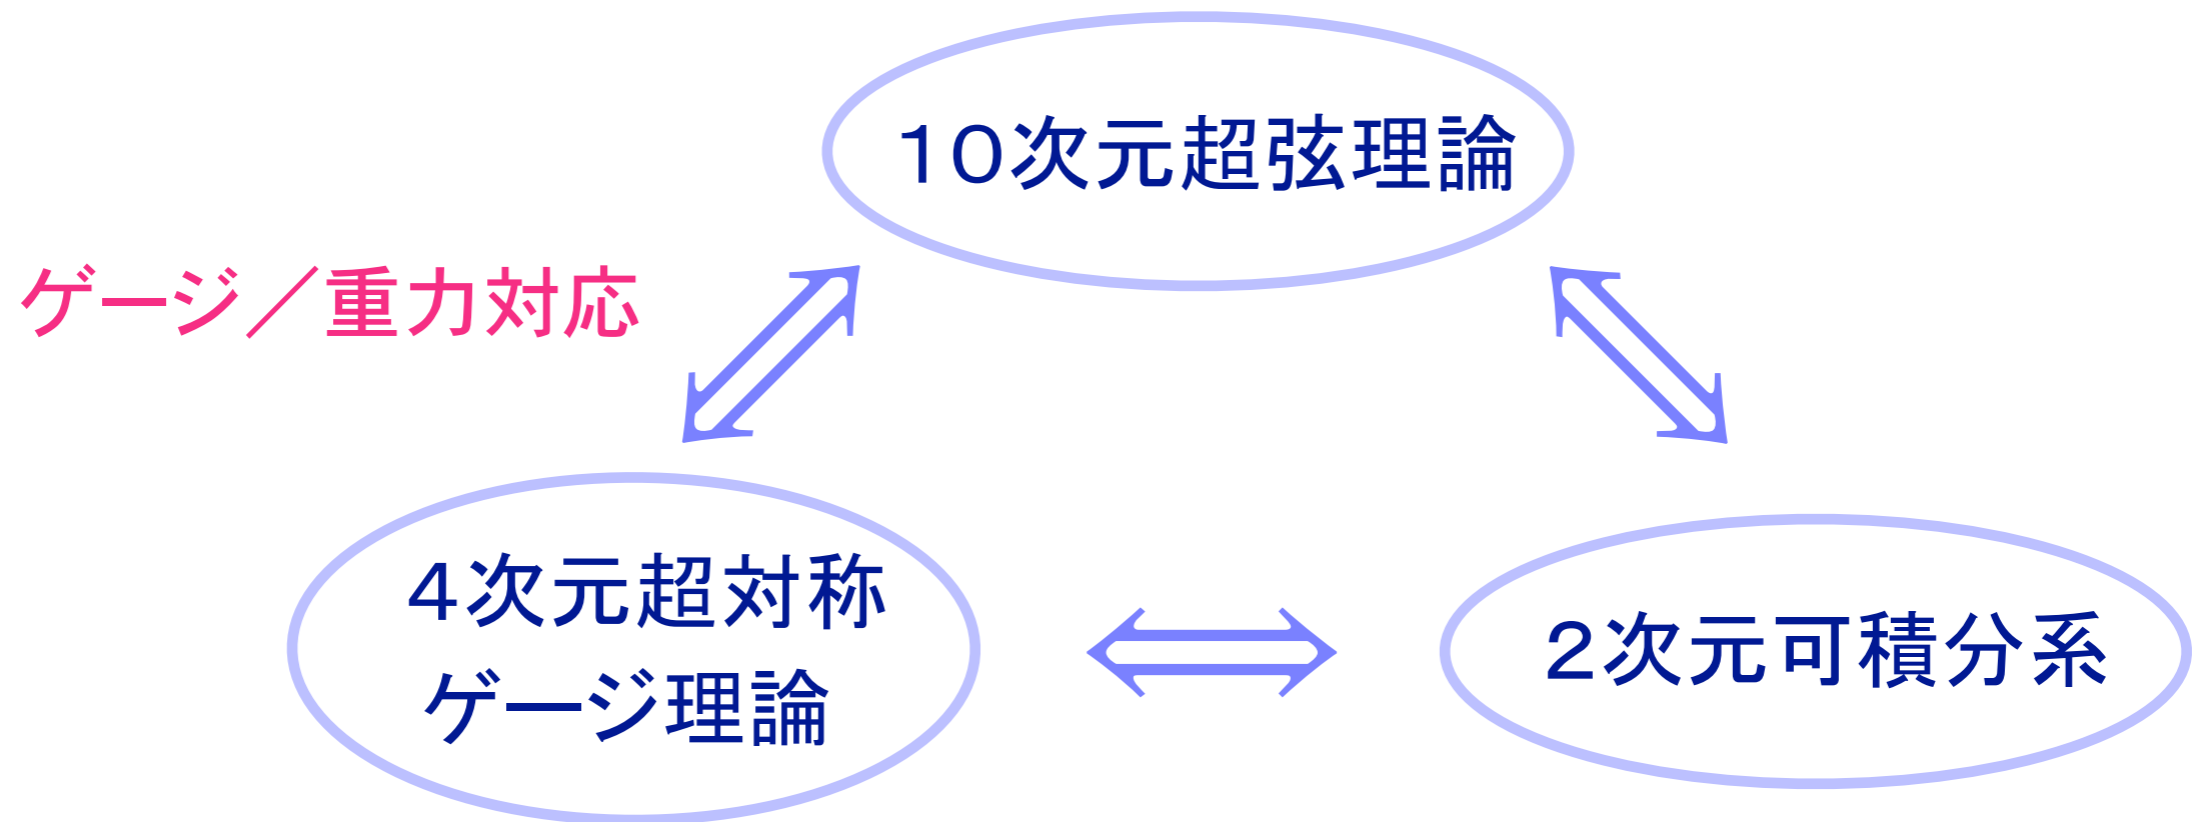 10次元超弦理論
ゲージ／重力対応
4次元超対称
ゲージ理論
2次元可積分系